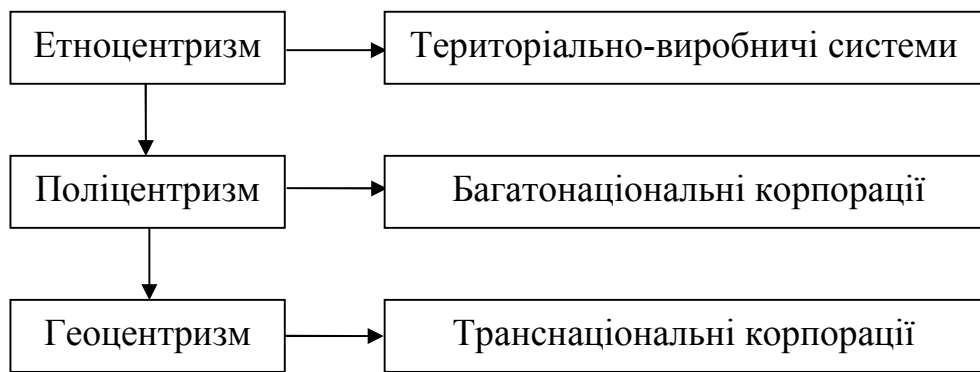 Етноцентризм
Територіально-виробничі системи
Поліцентризм
Багатонаціональні корпорації
Геоцентризм
Транснаціональні корпорації